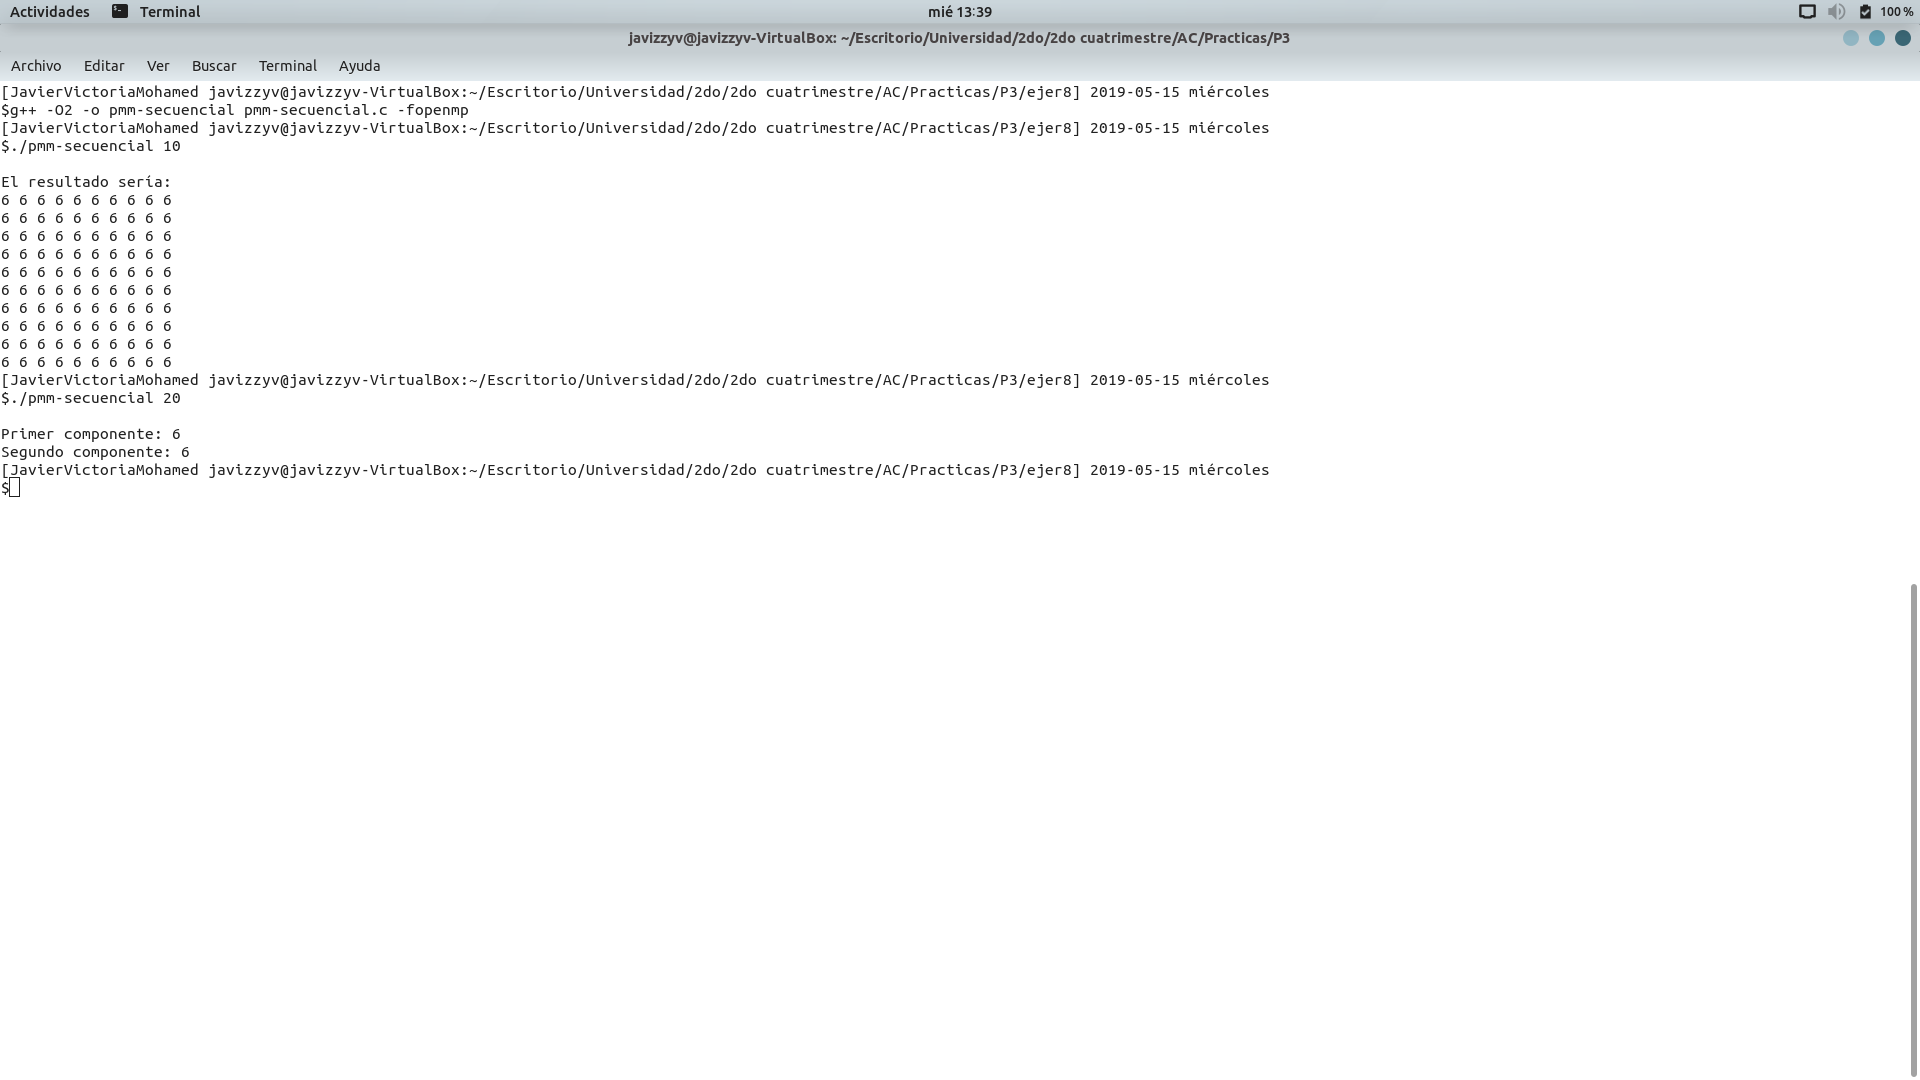 Actividades Terminal mié 13:39 100 %
javizzyv@javizzyv-VirtualBox: ~/Escritorio/Universidad/2do/2do cuatrimestre/AC/Practicas/P3
Archivo Editar Ver Buscar Terminal Ayuda
[JavierVictoriaMohamed javizzyv@javizzyv-VirtualBox:~/Escritorio/Universidad/2do/2do cuatrimestre/AC/Practicas/P3/ejer8] 2019-05-15 miércoles
$g++ -O2 -o pmm-secuencial pmm-secuencial.c -fopenmp
[JavierVictoriaMohamed javizzyv@javizzyv-VirtualBox:~/Escritorio/Universidad/2do/2do cuatrimestre/AC/Practicas/P3/ejer8] 2019-05-15 miércoles
$./pmm-secuencial 10
El resultado sería:
6 6 6 6 6 6 6 6 6 6
6 6 6 6 6 6 6 6 6 6
6 6 6 6 6 6 6 6 6 6
6 6 6 6 6 6 6 6 6 6
6 6 6 6 6 6 6 6 6 6
6 6 6 6 6 6 6 6 6 6
6 6 6 6 6 6 6 6 6 6
6 6 6 6 6 6 6 6 6 6
6 6 6 6 6 6 6 6 6 6
6 6 6 6 6 6 6 6 6 6
[JavierVictoriaMohamed javizzyv@javizzyv-VirtualBox:~/Escritorio/Universidad/2do/2do cuatrimestre/AC/Practicas/P3/ejer8] 2019-05-15 miércoles
$./pmm-secuencial 20
Primer componente: 6
Segundo componente: 6
[JavierVictoriaMohamed javizzyv@javizzyv-VirtualBox:~/Escritorio/Universidad/2do/2do cuatrimestre/AC/Practicas/P3/ejer8] 2019-05-15 miércoles
$